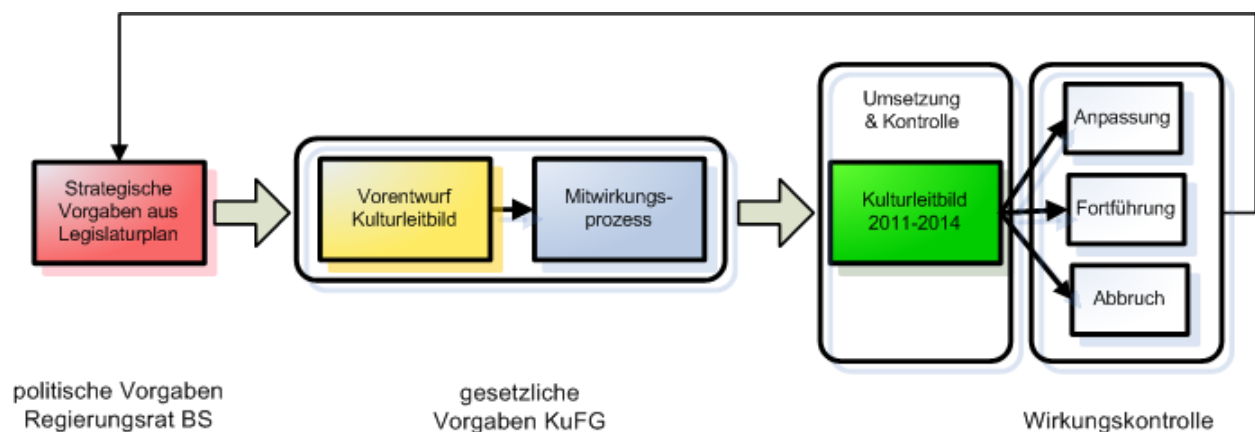 Umsetzung
& Kontrolle
Strategische
Vorgaben aus
Legislaturplan
Vorentwurf
Kulturleitbild
Mitwirkungs-
prozess
Kulturleitbild
2011-2014
Anpassung
Fortführung
Abbruch
politische Vorgaben
Regierungsrat BS
gesetzliche
Vorgaben KuFG
Wirkungskontrolle